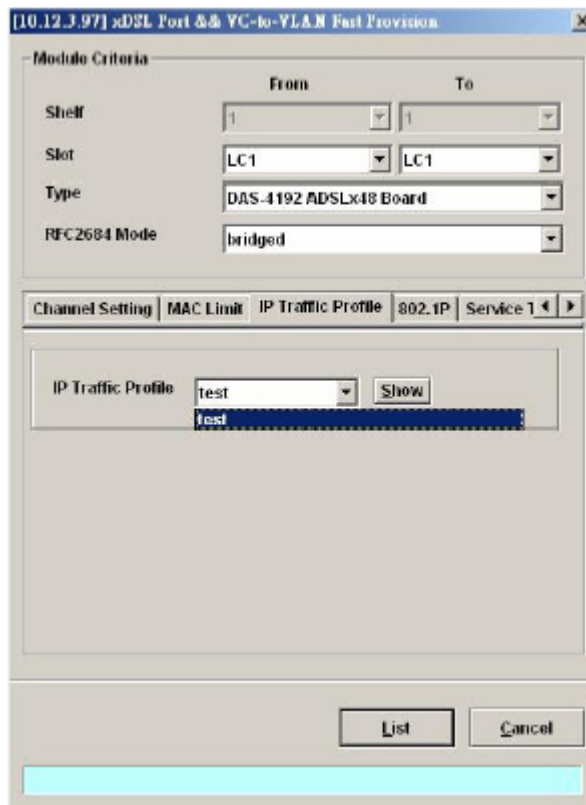 [10.12.3.97] xDSL Port && VC-to-VLAN Fast Provision
Module Criteria
From To
Shelf 1 1
Slot LC1 LC1
Type DAS-4192 ADSLx48 Board
RFC2684 Mode bridged
Channel Setting MAC Limit IP Traffic Profile 802.1P Service
IP Traffic Profile test Show
test
List Cancel